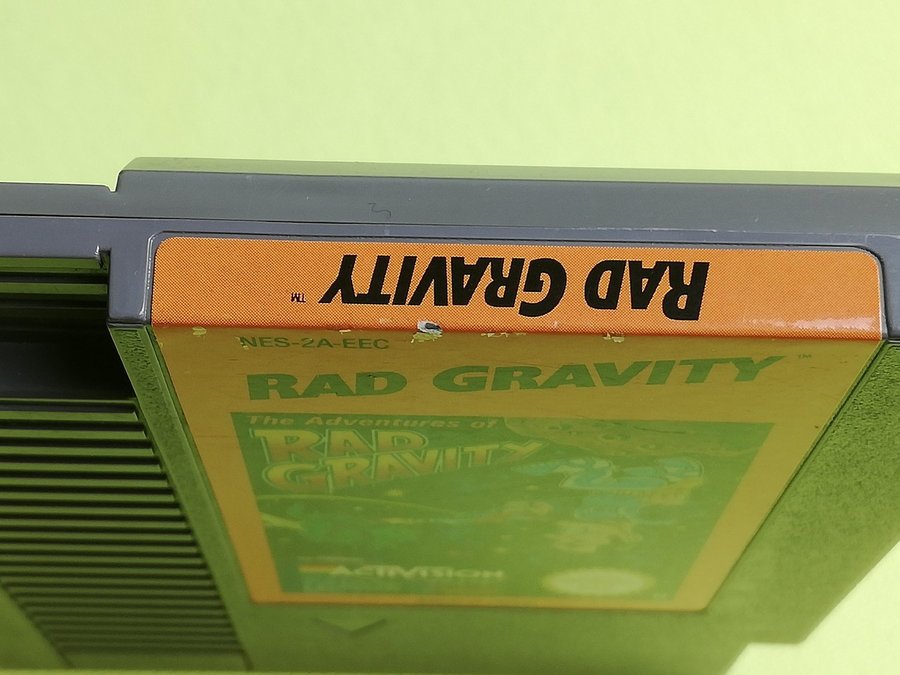 RAD GRAVITY ™
NES-2A-EEC
RAD GRAVITY ™
The Adventures of
RAD
GRAVITY
ACTIVISION